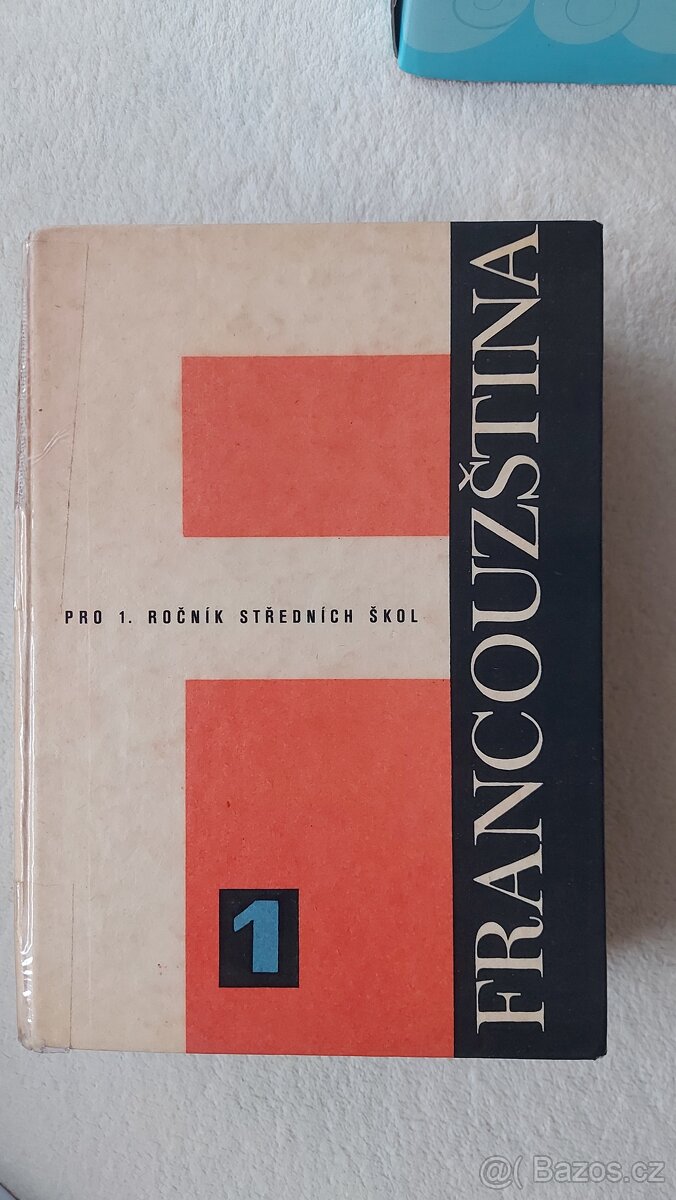 PRO 1. ROČNÍK STŘEDNÍCH ŠKOL
FRANCOUZŠTINA
1
Bazos.cz